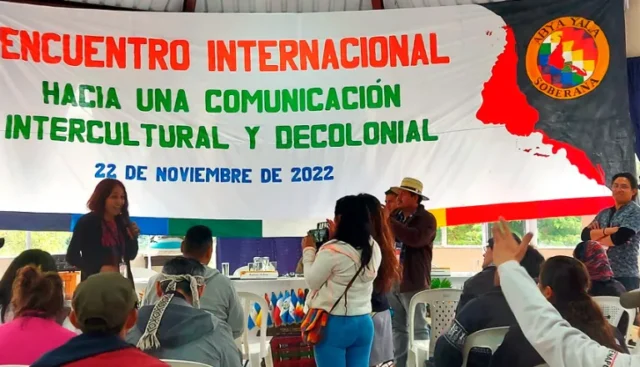 ENCUENTRO INTERNACIONAL
HACIA UNA COMUNICACIÓN
INTERCULTURAL Y DECOLONIAL
22 DE NOVIEMBRE DE 2022
ABYA YALA
SOBERANA